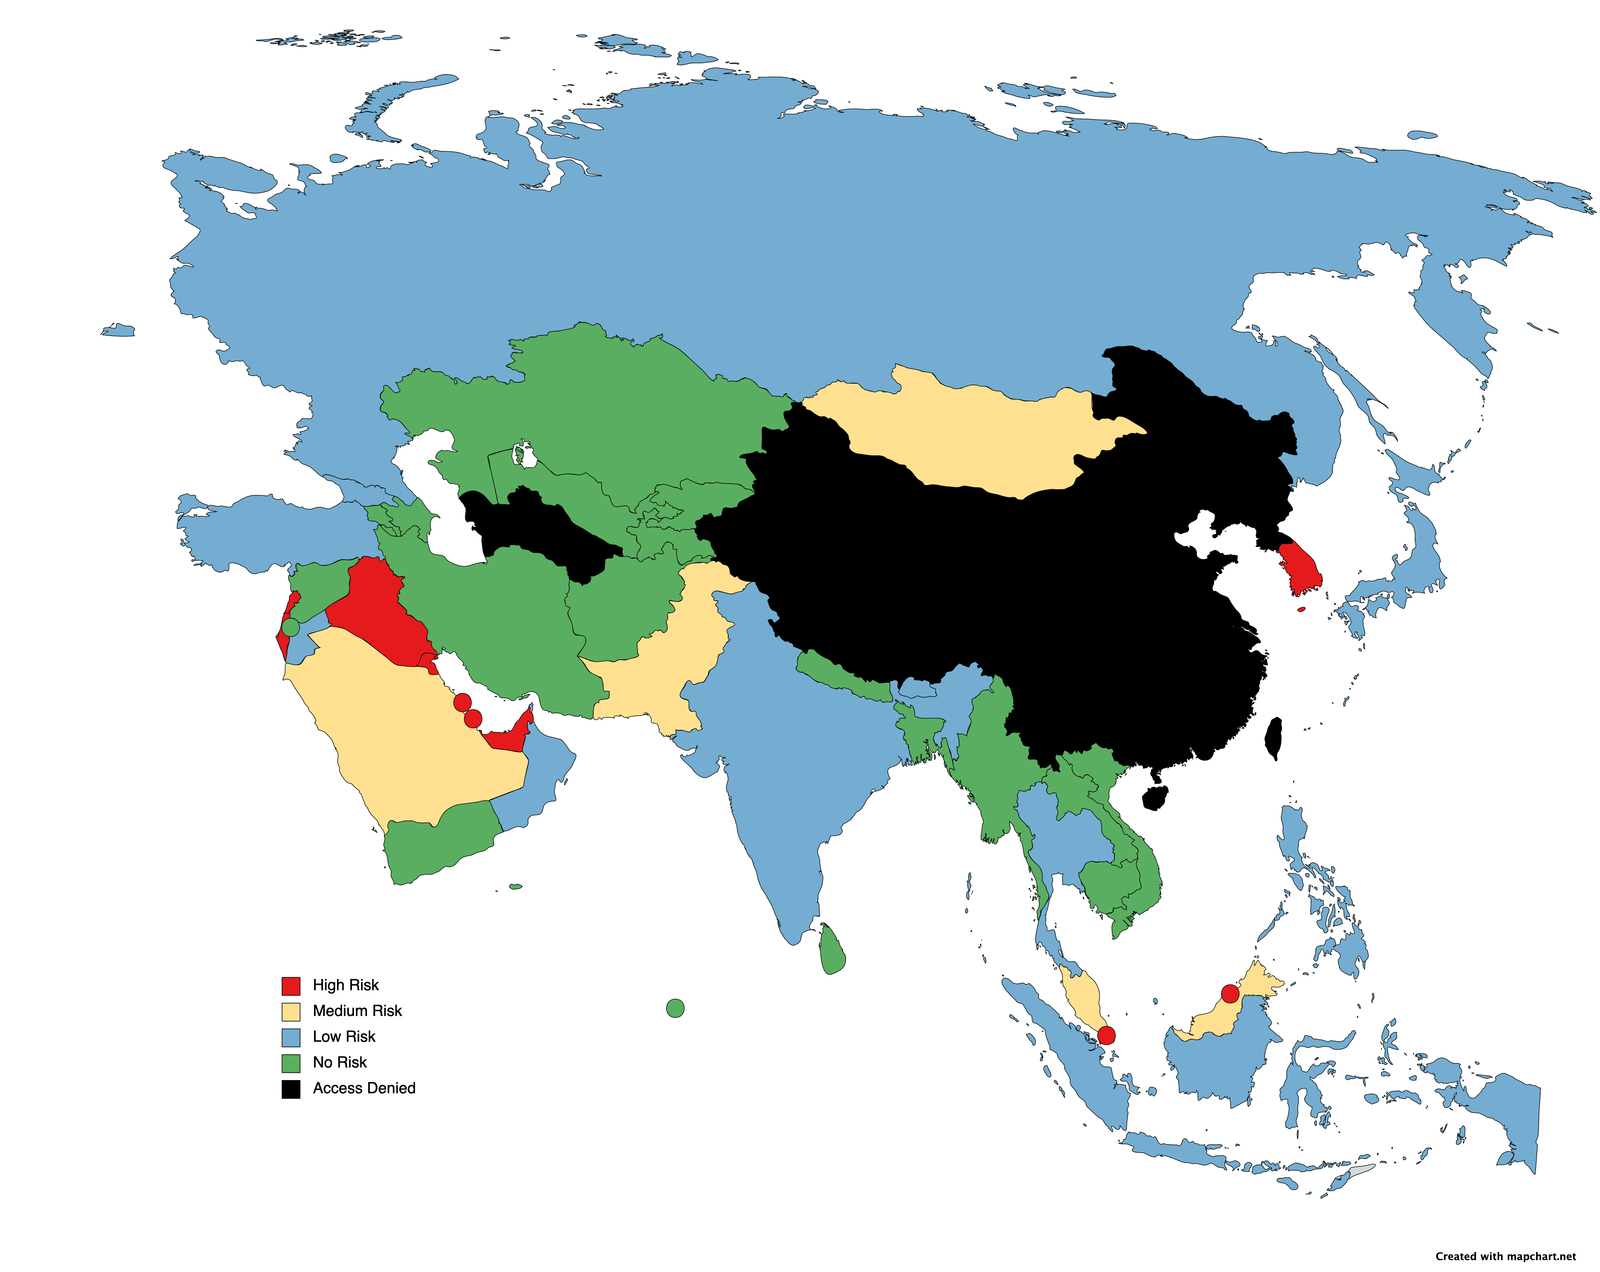 High Risk
Medium Risk
Low Risk
No Risk
Access Denied
Created with mapchart.net